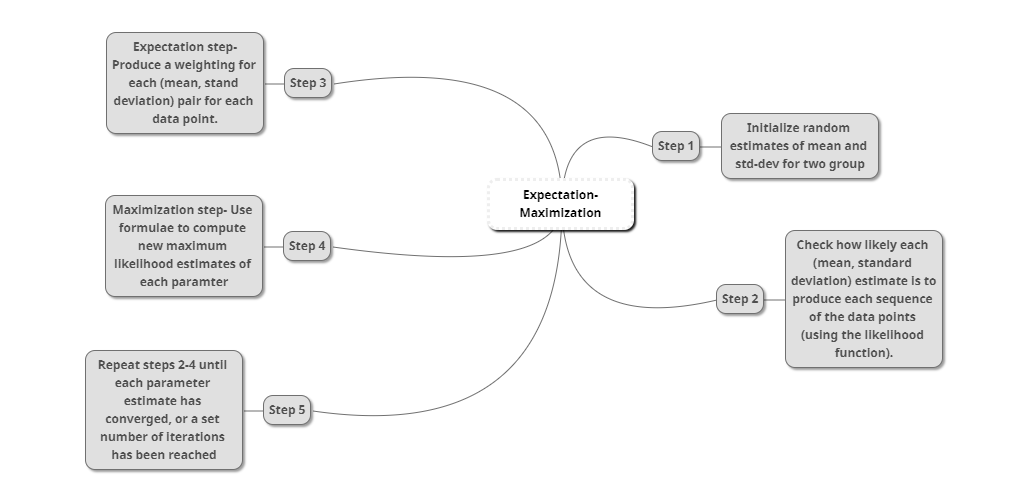 Expectation-
Maximization
Step 1
Initialize random
estimates of mean and
std-dev for two group
Step 2
Check how likely each
(mean, standard
deviation) estimate is to
produce each sequence
of the data points
(using the likelihood
function).
Step 3
Expectation step-
Produce a weighting for
each (mean, stand
deviation) pair for each
data point.
Step 4
Maximization step- Use
formulae to compute
new maximum
likelihood estimates of
each paramter
Step 5
Repeat steps 2-4 until
each parameter
estimate has
converged, or a set
number of iterations
has been reached